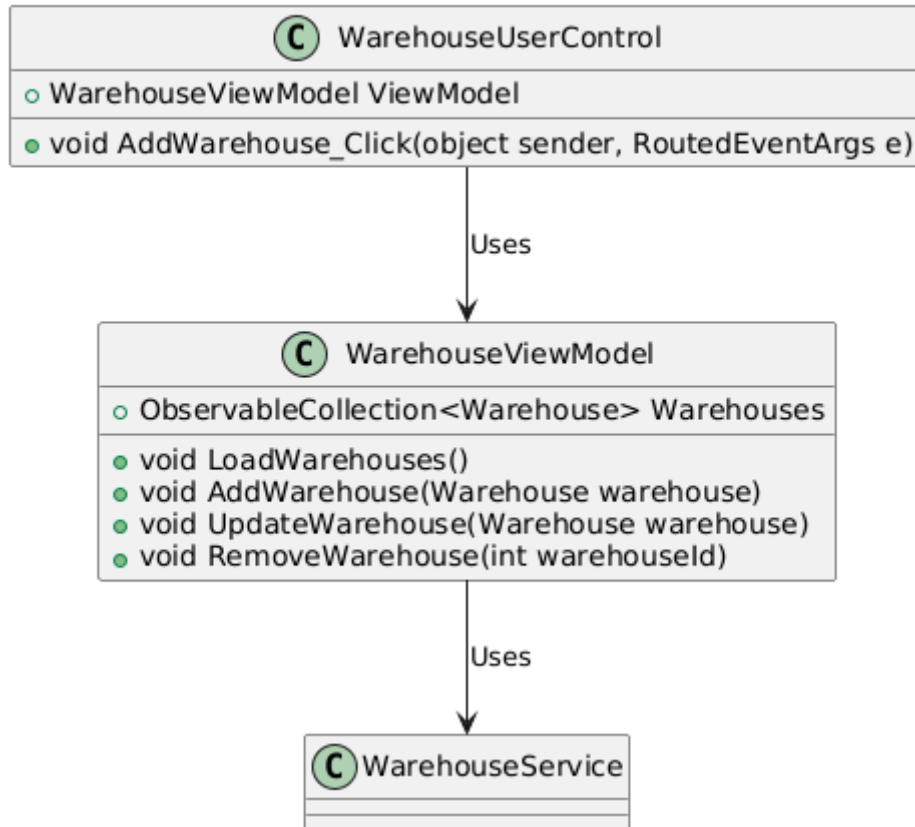 C WarehouseUserControl
WarehouseViewModel ViewModel
void AddWarehouse_Click(object sender, RoutedEventArgs e)
Uses
C WarehouseViewModel
ObservableCollection<Warehouse> Warehouses
void LoadWarehouses()
void AddWarehouse(Warehouse warehouse)
void UpdateWarehouse(Warehouse warehouse)
void RemoveWarehouse(int warehouseId)
Uses
C WarehouseService